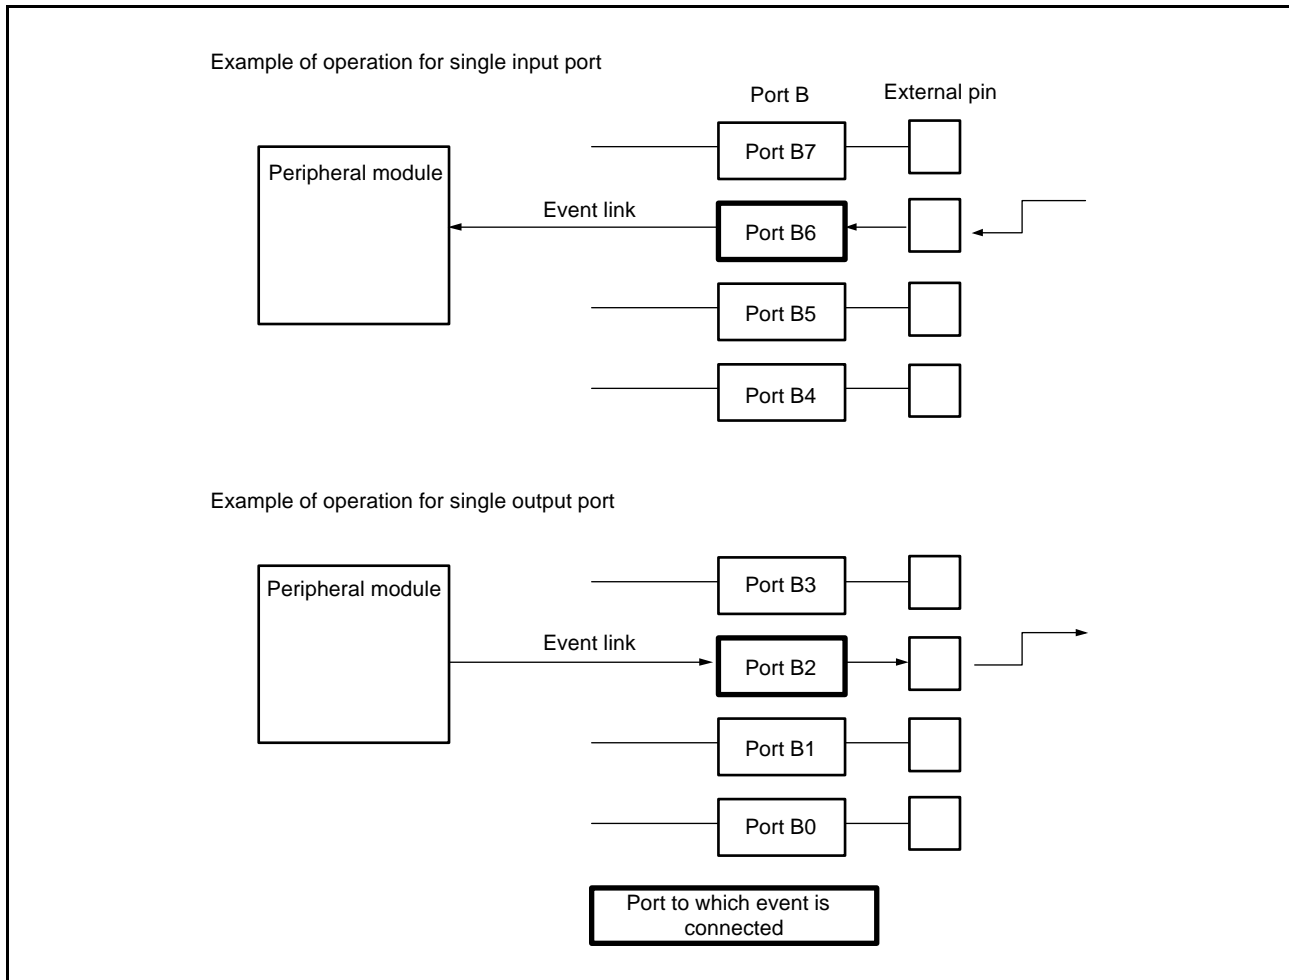 Example of operation for single input port
Port B
External pin
Peripheral module
Port B7
Event link
Port B6
Port B5
Port B4
Example of operation for single output port
Peripheral module
Port B3
Event link
Port B2
Port B1
Port B0
Port to which event is
connected